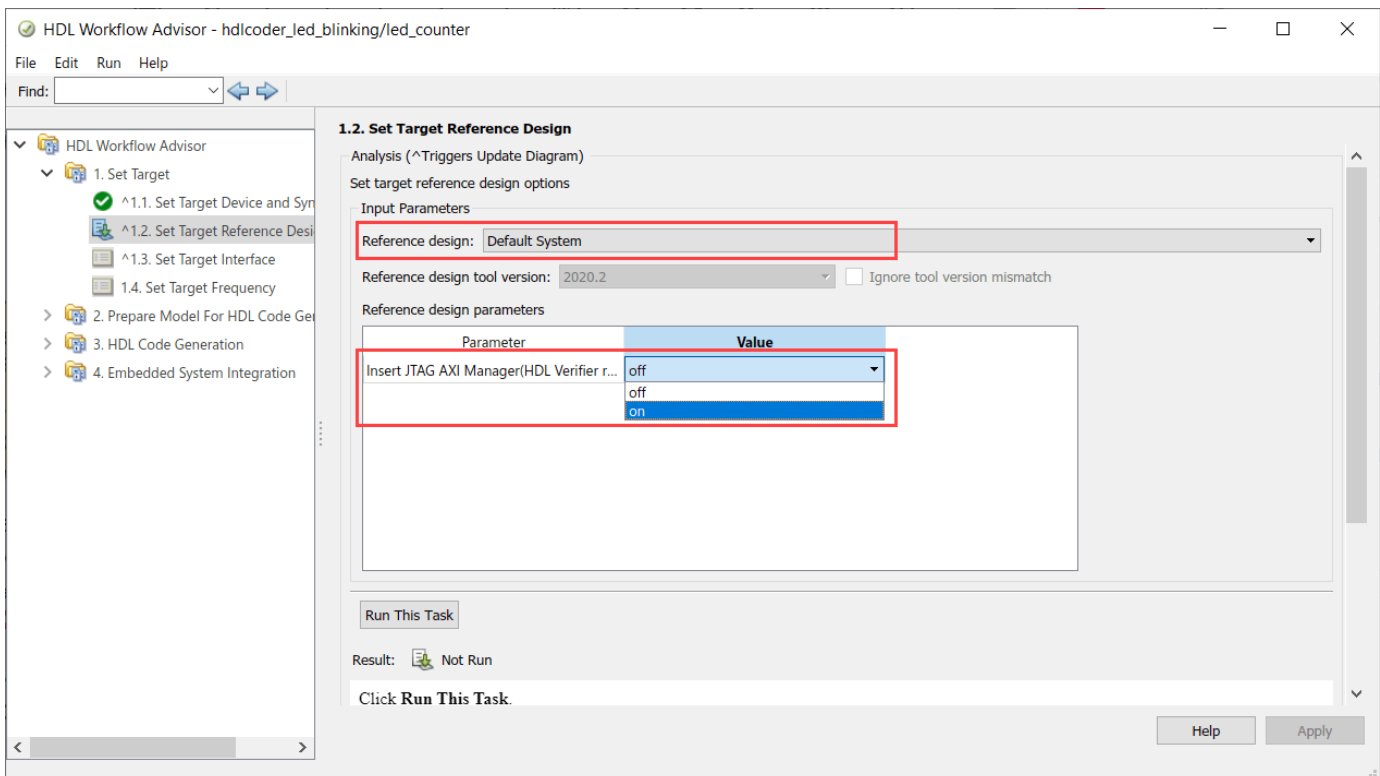 HDL Workflow Advisor - hdlcoder_led_blinking/led_counter
File Edit Run Help
Find:
HDL Workflow Advisor
1. Set Target
^1.1. Set Target Device and Syn
^1.2. Set Target Reference Desi
^1.3. Set Target Interface
1.4. Set Target Frequency
2. Prepare Model For HDL Code Ger
3. HDL Code Generation
4. Embedded System Integration
1.2. Set Target Reference Design
Analysis (^Triggers Update Diagram)
Set target reference design options
Input Parameters
Reference design: Default System
Reference design tool version: 2020.2 Ignore tool version mismatch
Reference design parameters
Parameter Value
Insert JTAG AXI Manager(HDL Verifier r... off
off
on
Run This Task
Result: Not Run
Click Run This Task.
Help Apply